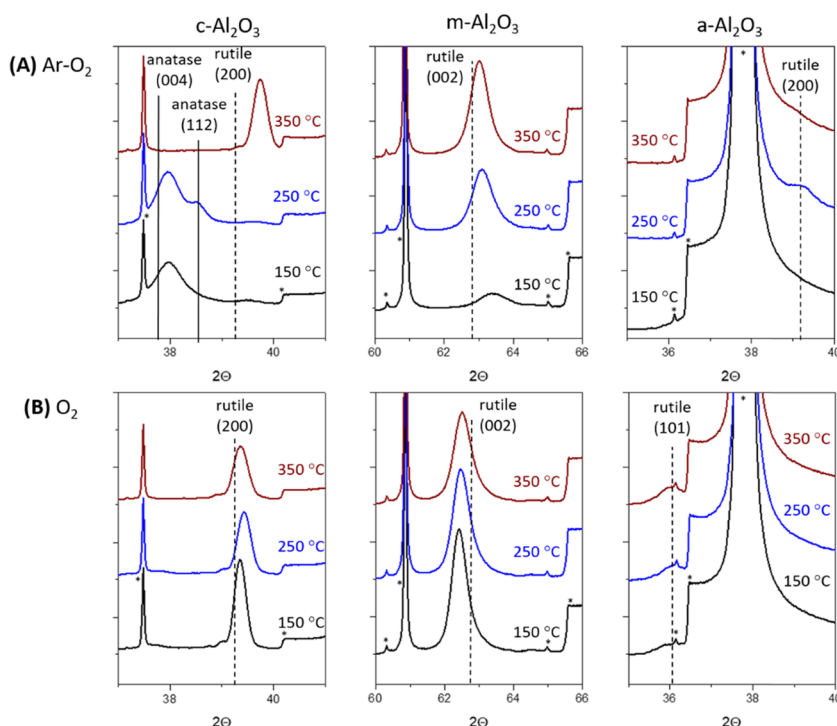 c-Al₂O₃
m-Al₂O₃
a-Al₂O₃
(A) Ar-O₂
anatase
(004)
rutile
(200)
anatase
(112)
350 °C
250 °C
*
150 °C
*
38
40
2Θ
rutile
(002)
350 °C
250 °C
*
*
150 °C
*
*
60
62
64
66
2Θ
*
rutile
(200)
350 °C
250 °C
*
150 °C
*
36
38
40
2Θ
(B) O₂
rutile
(200)
350 °C
250 °C
*
150 °C
*
38
40
2Θ
rutile
(002)
350 °C
250 °C
*
*
150 °C
*
*
60
62
64
66
2Θ
*
rutile
(101)
350 °C
250 °C
*
150 °C
*
36
38
40
2Θ